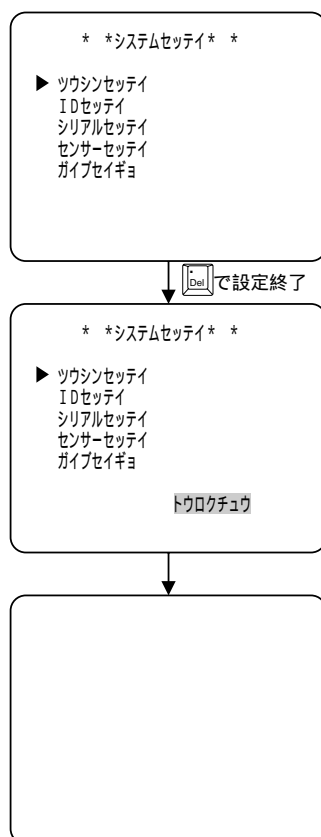 * *システムセッテイ* *
▶ ツウシンセッテイ
IDセッテイ
シリアルセッテイ
センサーセッテイ
ガイブセイギョ
. Del で設定終了
* *システムセッテイ* *
▶ ツウシンセッテイ
IDセッテイ
シリアルセッテイ
センサーセッテイ
ガイブセイギョ
トウロクチュウ